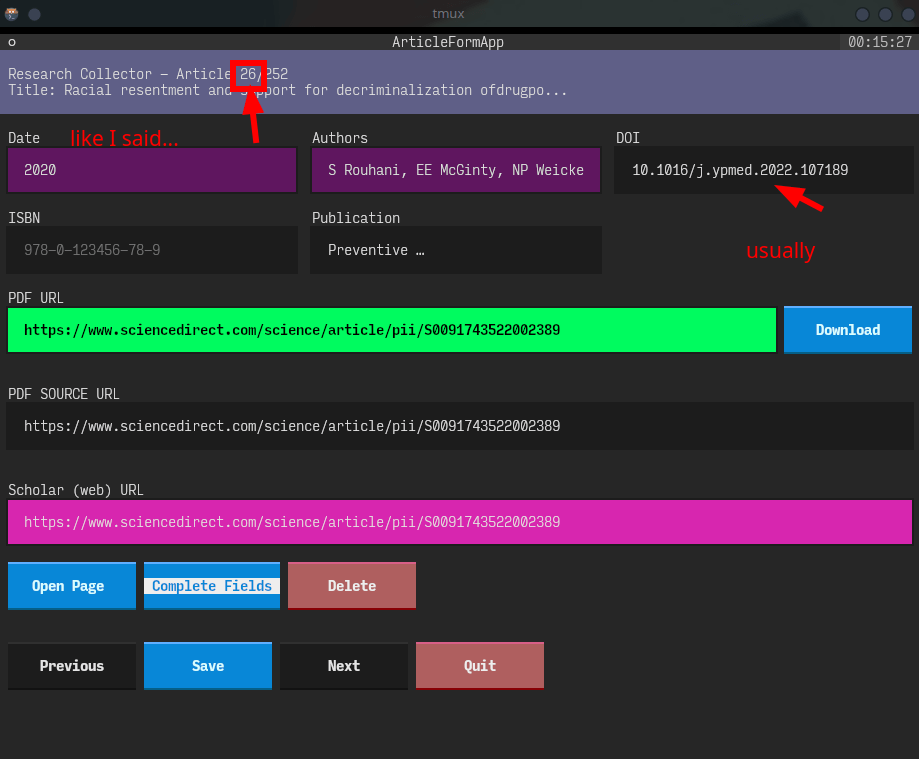 tmux
ArticleFormApp 00:15:27
Research Collector – Article 26/252
Title: Racial resentment and support for decriminalization ofdrugpo...
like I said...
Date Authors DOI
2020 S Rouhani, EE McGinty, NP Weicke 10.1016/j.ypmed.2022.107189
ISBN Publication
usually
978-0-123456-78-9 Preventive …
PDF URL
https://www.sciencedirect.com/science/article/pii/S0091743522002389 Download
PDF SOURCE URL
https://www.sciencedirect.com/science/article/pii/S0091743522002389
Scholar (web) URL
https://www.sciencedirect.com/science/article/pii/S0091743522002389
Open Page Complete Fields Delete
Previous Save Next Quit